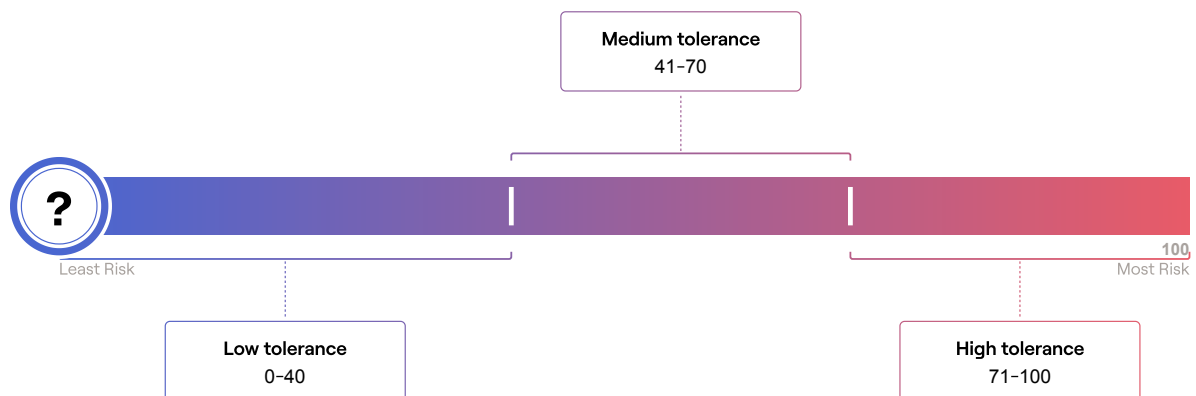 Medium tolerance
41–70
?
100
Least Risk
Most Risk
Low tolerance
0–40
High tolerance
71–100